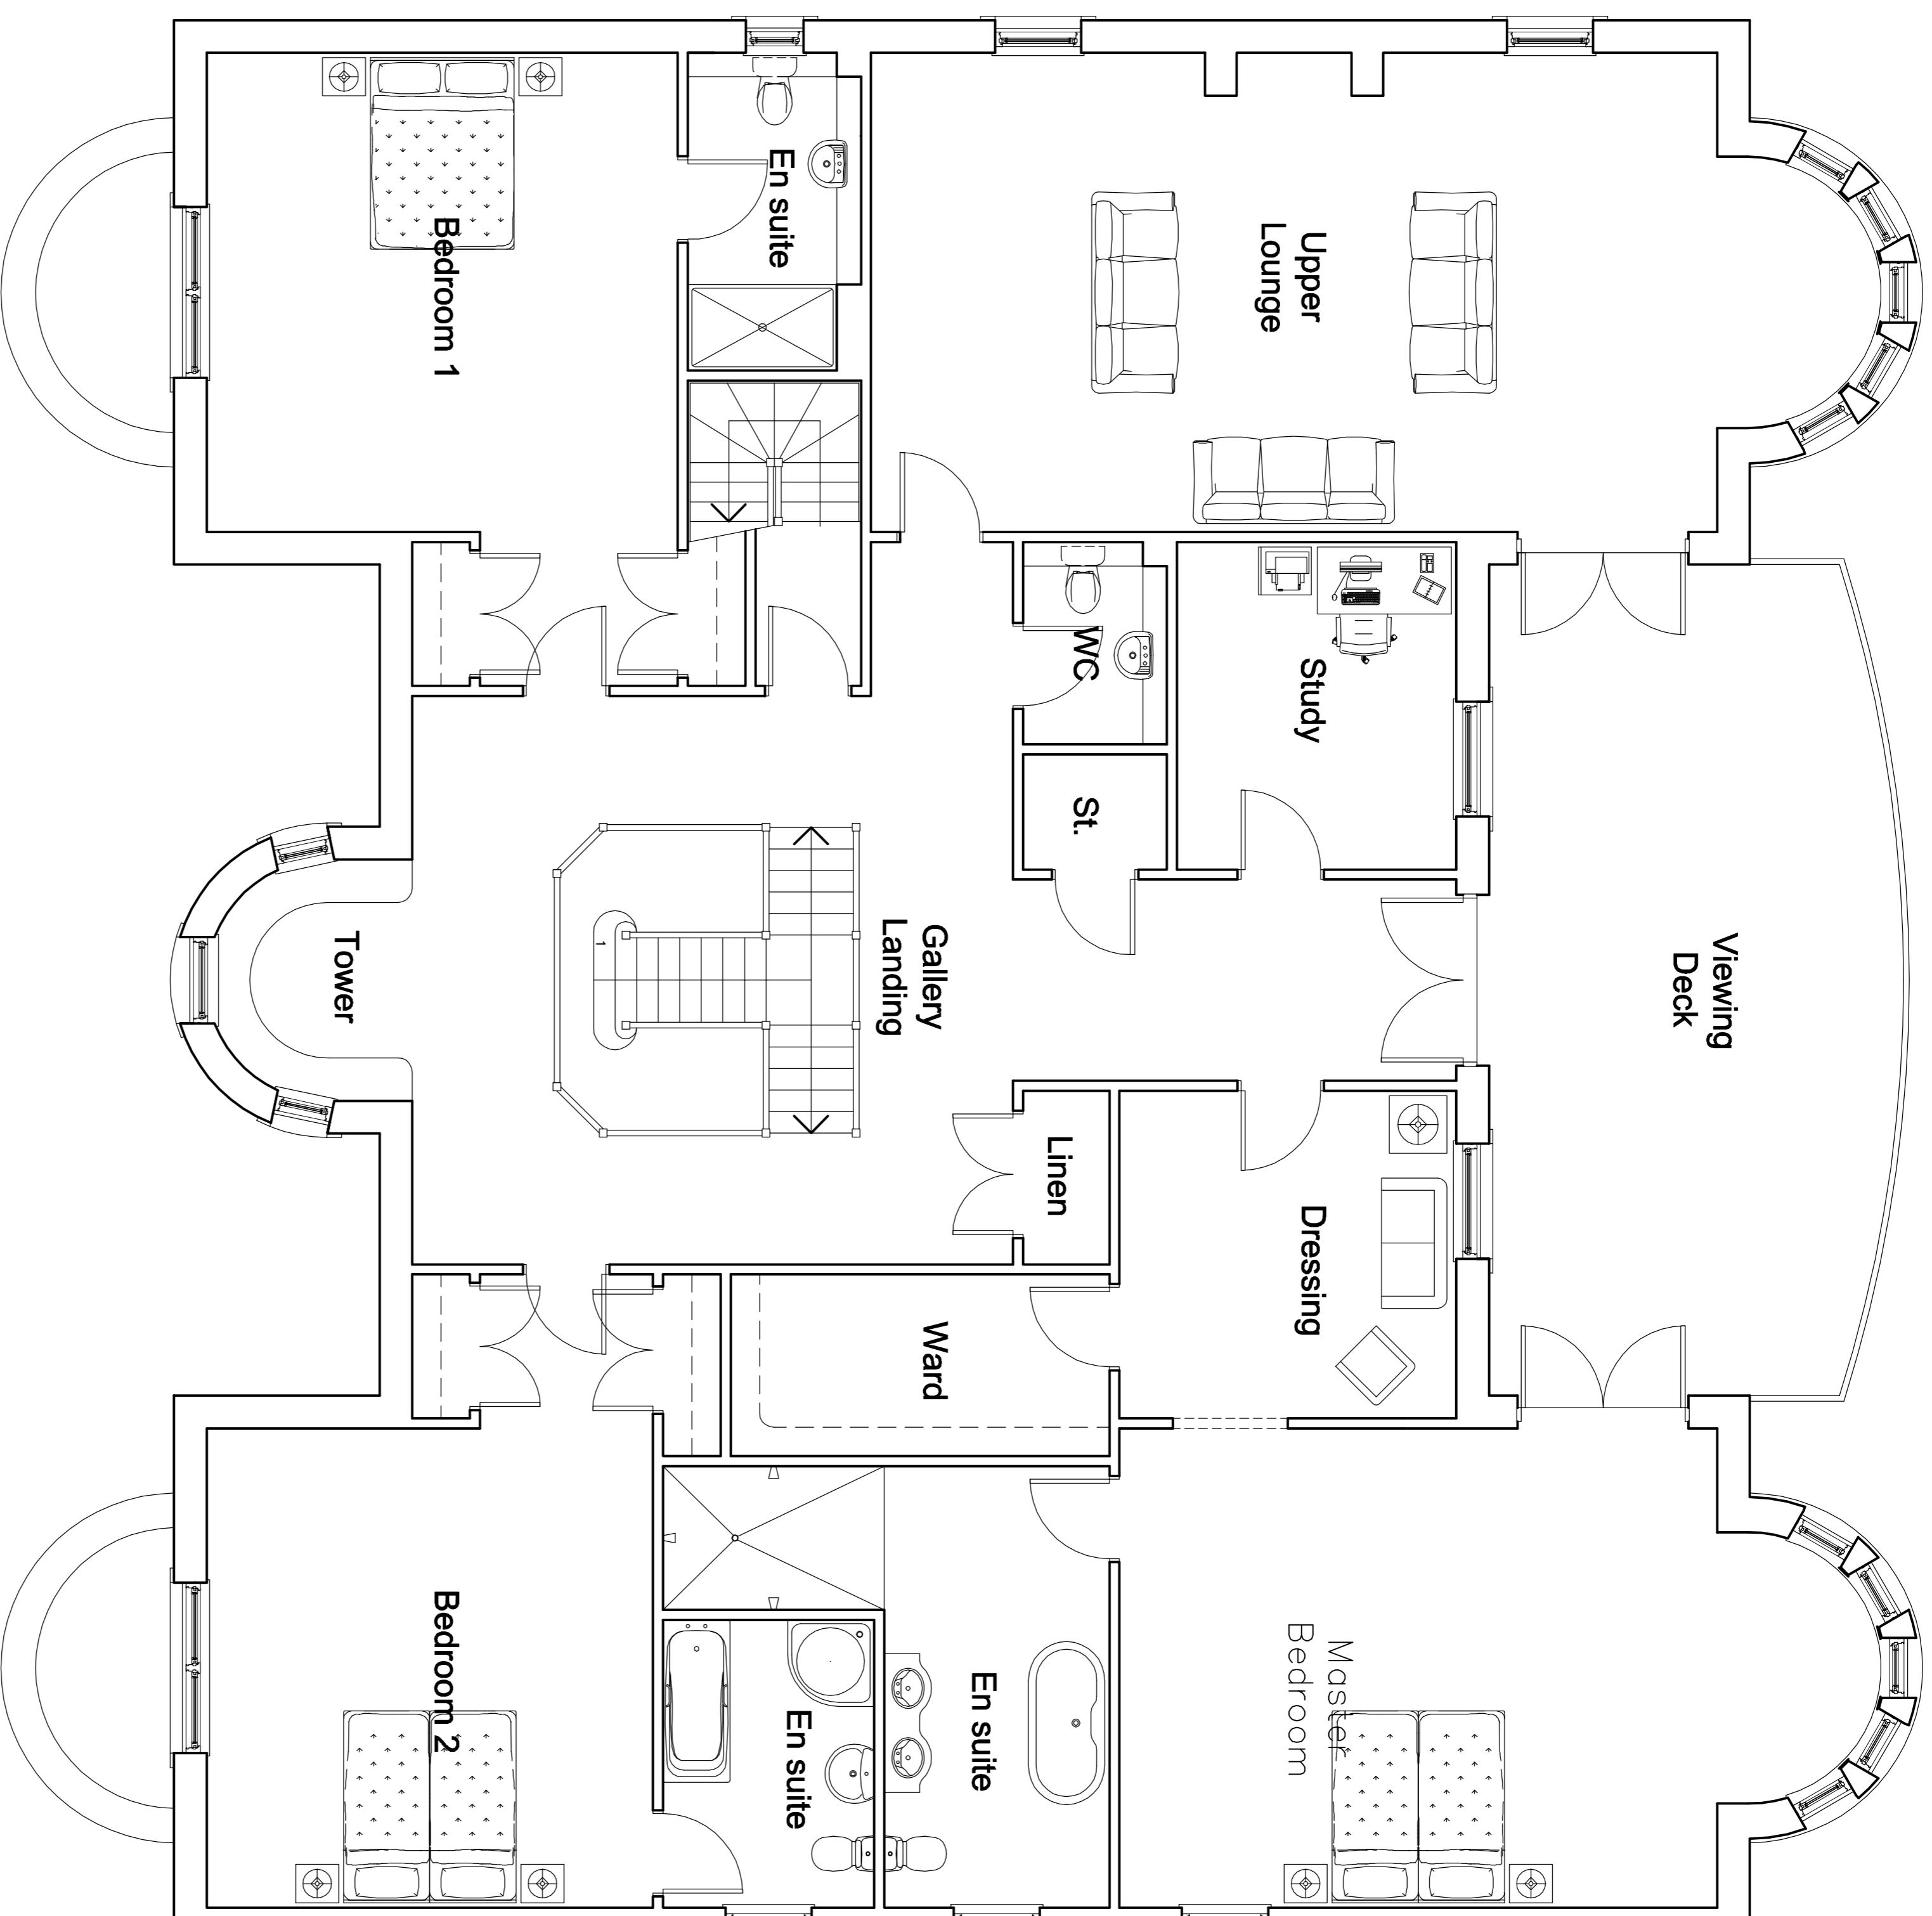 Viewing
Deck
Upper
Lounge
Study
Dressing
Master
Bedroom
WC
St.
Linen
Gallery
Landing
Ward
En suite
En suite
En suite
1
Tower
Bedroom 1
Bedroom 2